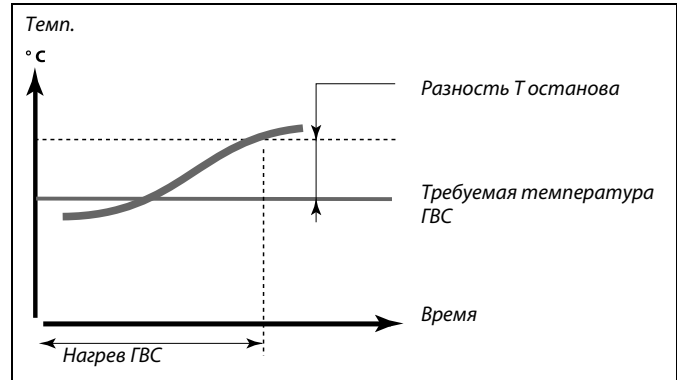 Темп.
° C
Разность T останова
Требуемая температура
ГВС
Время
Нагрев ГВС